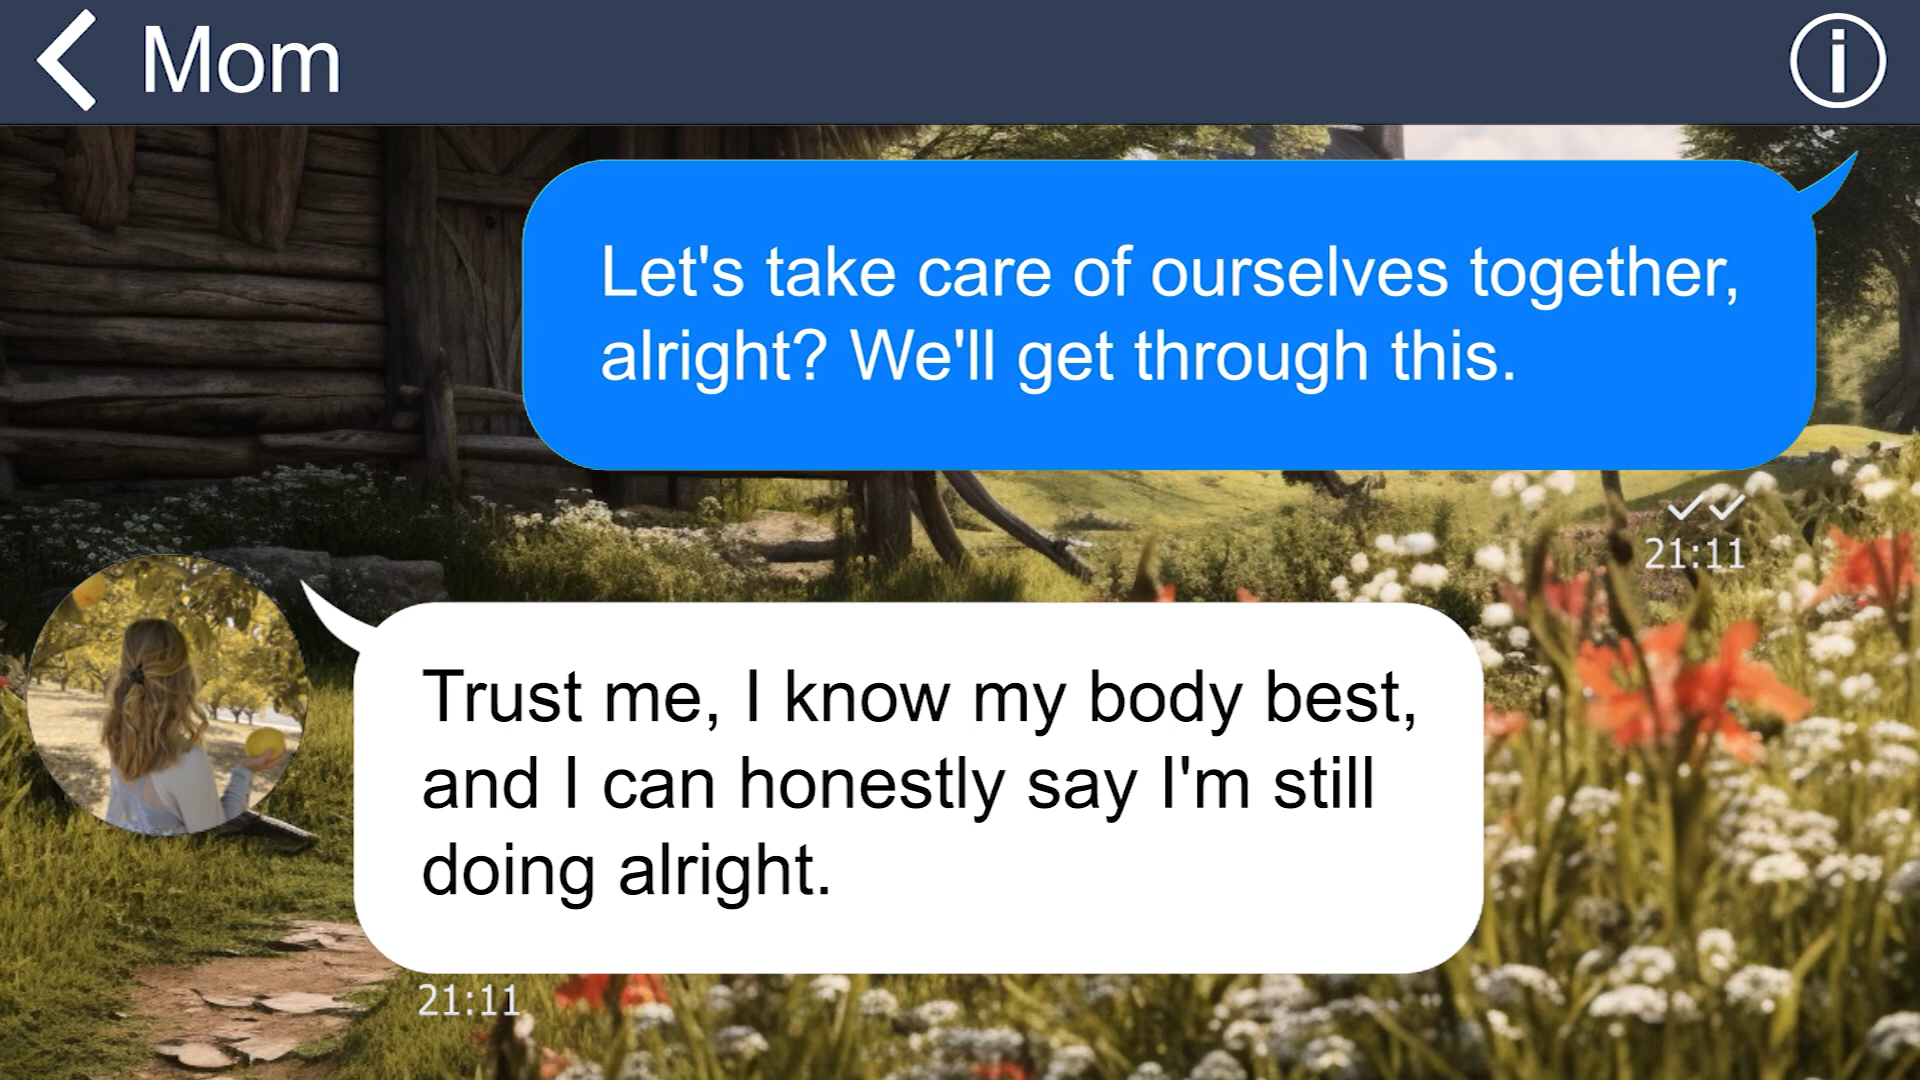 Mom
Let's take care of ourselves together,
alright? We'll get through this.
21:11
Trust me, I know my body best,
and I can honestly say I'm still
doing alright.
21:11